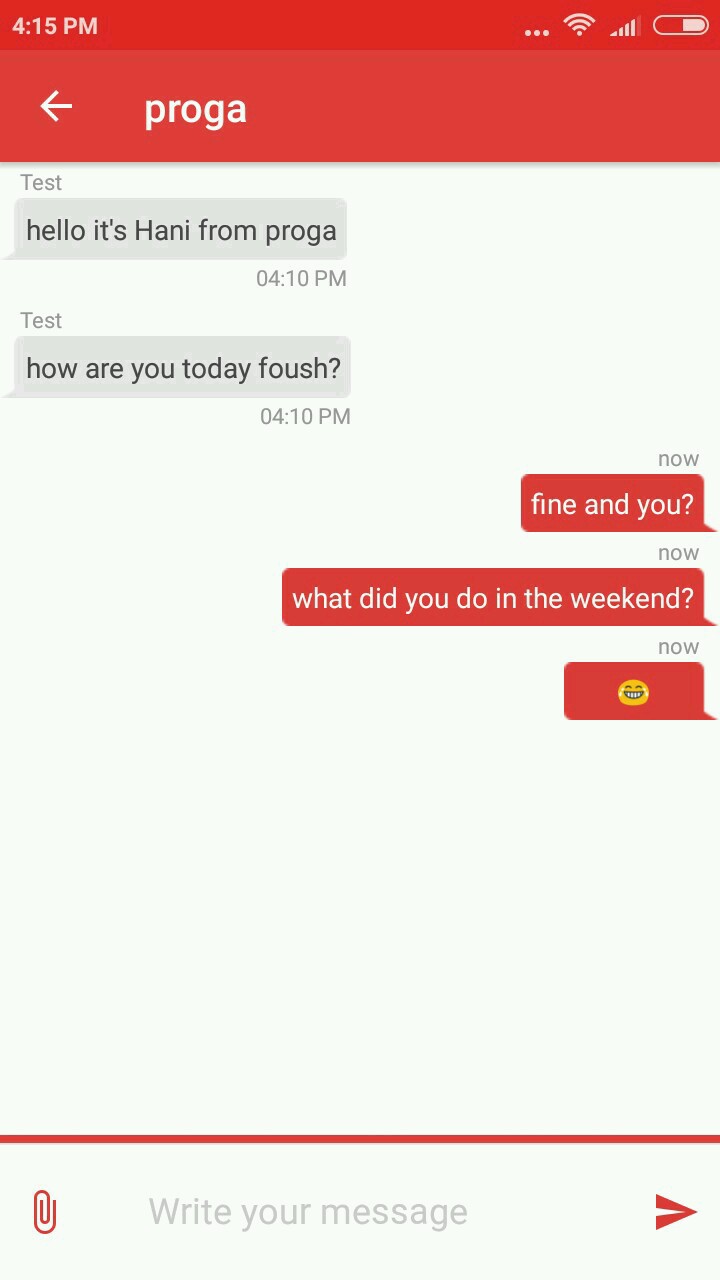 4:15 PM
proga
Test
hello it's Hani from proga
04:10 PM
Test
how are you today foush?
04:10 PM
now
fine and you?
now
what did you do in the weekend?
now
😁
Write your message